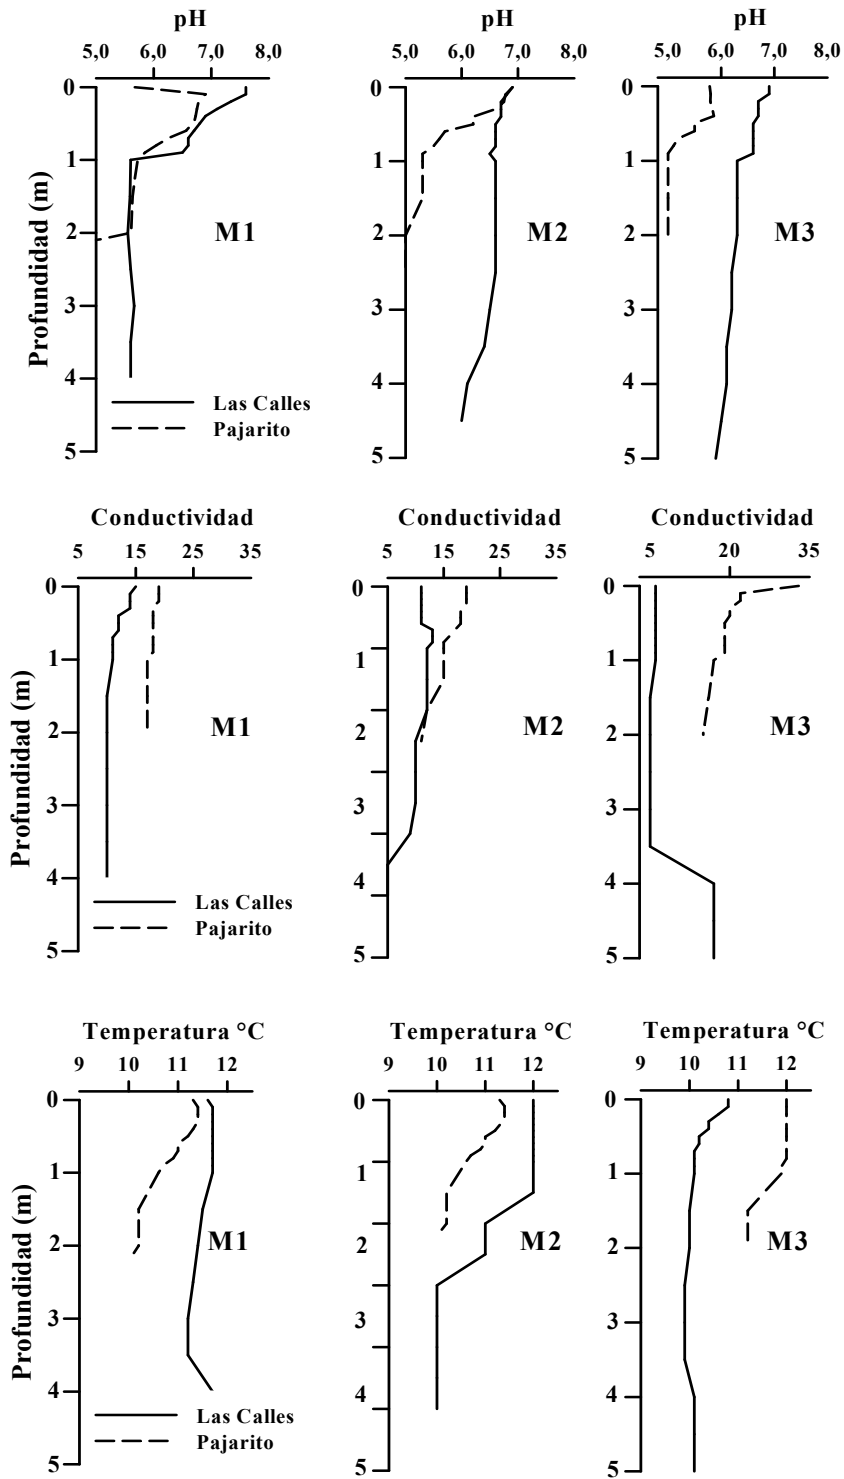 pH pH pH
5,0 6,0 7,0 8,0 5,0 6,0 7,0 8,0 5,0 6,0 7,0 8,0
0 0 0
1 1 1
2 M1 2 M2 2 M3
3 3 3
4 4 4
5 5 5
Profundidad (m)
Las Calles
Pajarito
Conductividad Conductividad Conductividad
5 15 25 35 5 15 25 35 5 20 35
0 0 0
1 1 1
2 M1 2 M2 2 M3
3 3 3
4 4 4
5 5 5
Profundidad (m)
Las Calles
Pajarito
Temperatura °C Temperatura °C Temperatura °C
9 10 11 12 9 10 11 12 9 10 11 12
0 0 0
1 1 1
2 M1 2 M2 2 M3
3 3 3
4 4 4
5 5 5
Profundidad (m)
Las Calles
Pajarito